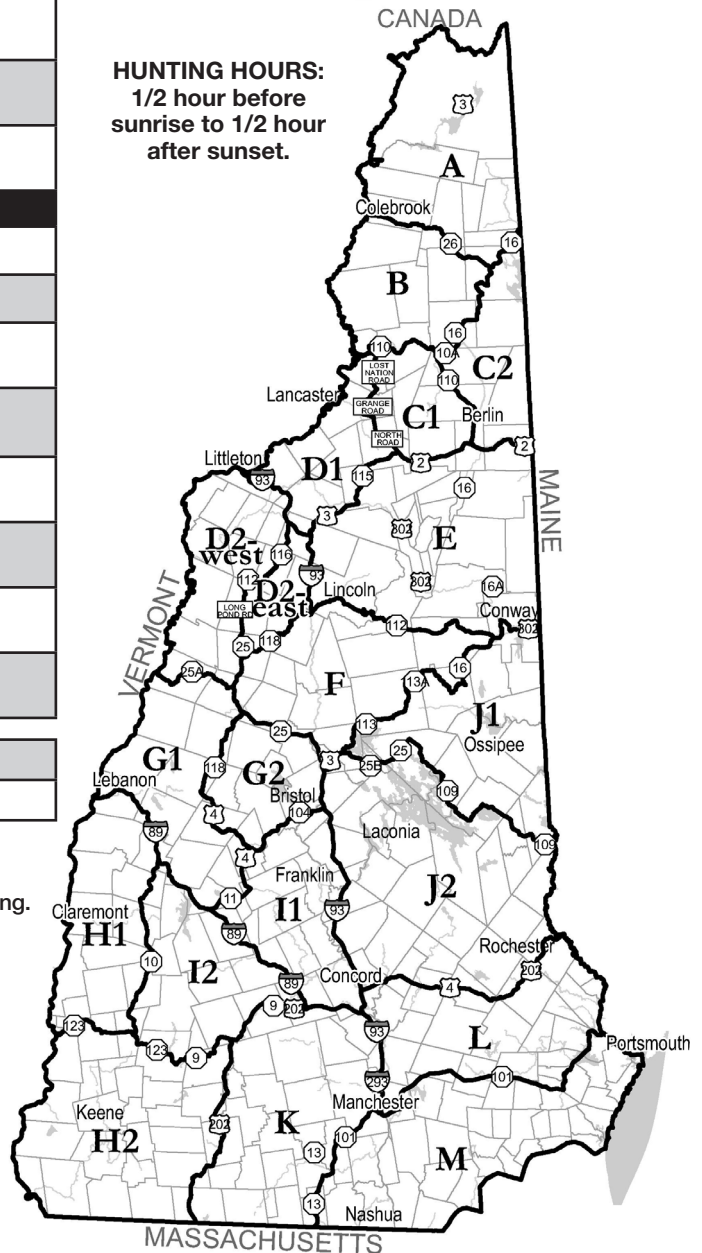 CANADA
HUNTING HOURS:
1/2 hour before
sunrise to 1/2 hour
after sunset.
3
A
Colebrook
26
16
B
16
110
10A
C2
LOST
NATION
ROAD
110
Lancaster
GRANGE
ROAD
C1
Berlin
NORTH
ROAD
2
2
Littleton
93
D1
115
16
MAINE
3
302
E
D2-
west
116
112
93
302
D2-
east
Lincoln
16A
LONG
POND RD
Conway
112
302
VERMONT
25
118
25A
F
16
113A
J1
113
Ossipee
25
3
25
25B
G1
118
G2
Lebanon
Bristol
109
104
4
89
Laconia
109
4
Franklin
J2
11
I1
ng.
93
Claremont
H1
89
Rochester
10
I2
Concord
202
89
4
9
202
123
93
L
Portsmouth
123
9
101
293
Manchester
Keene
H2
202
K
101
13
M
13
Nashua
MASSACHUSETTS